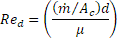 Re_d = ( (ṁ/A_c)d / μ )